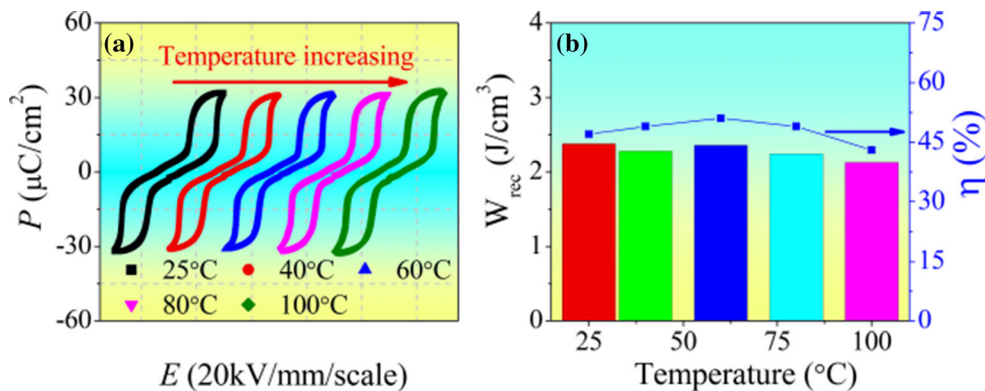 (a)
Temperature increasing
60
30
0
-30
-60
P (μC/cm²)
25°C 40°C 60°C
80°C 100°C
E (20kV/mm/scale)
(b)
4
3
2
1
0
W_rec (J/cm³)
75
60
45
30
15
0
η (%)
25 50 75 100
Temperature (°C)